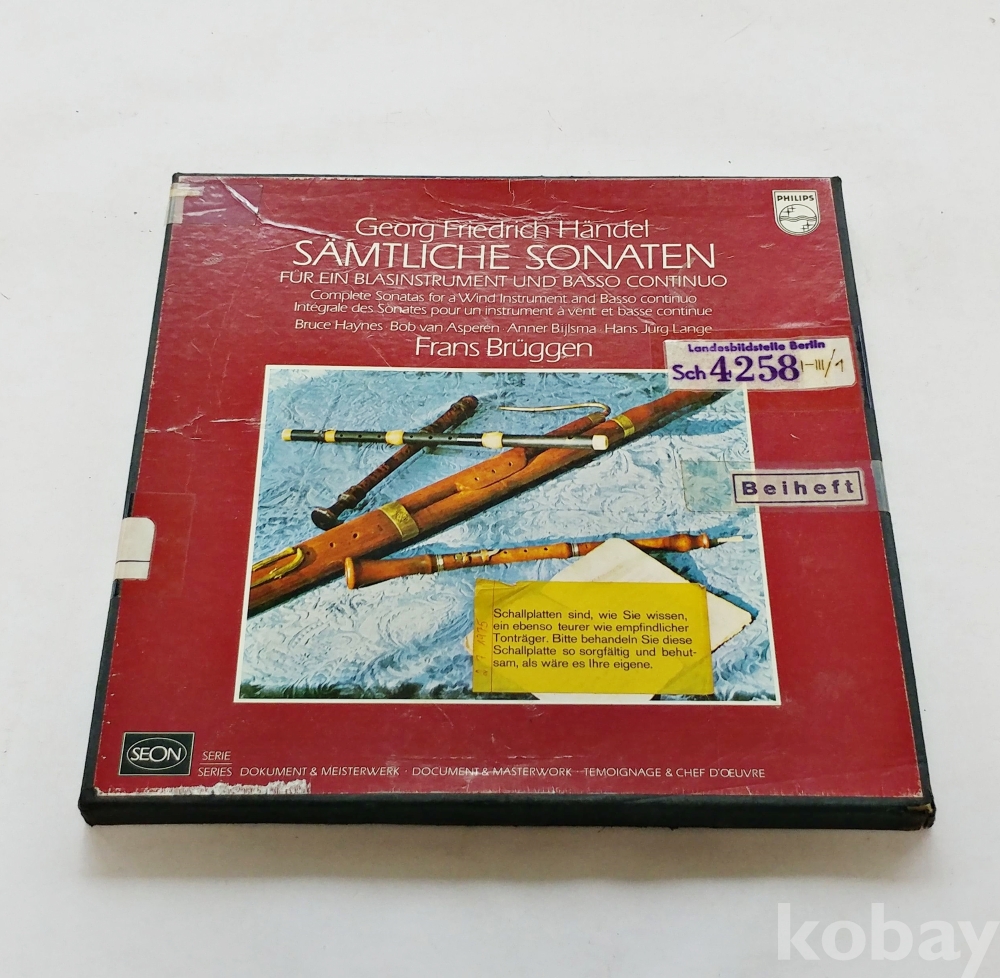 PHILIPS
Georg Friedrich Händel
SÄMTLICHE SONATEN
FÜR EIN BLASINSTRUMENT UND BASSO CONTINUO
Complete Sonatas for a Wind Instrument and Basso continuo
Intégrale des Sonates pour un instrument à vent et basse continue
Bruce Haynes · Bob van Asperen · Anner Bijlsma · Hans Jürg Lange
Frans Brüggen
Landesbildstelle Berlin
Sch 4258 I-III/1
Beiheft
Schallplatten sind, wie Sie wissen,
ein ebenso teurer wie empfindlicher
Tonträger. Bitte behandeln Sie diese
Schallplatte so sorgfältig und behut-
sam, als wäre es Ihre eigene.
1975
SEON
SERIE
SERIES DOKUMENT & MEISTERWERK · DOCUMENT & MASTERWORK · TEMOIGNAGE & CHEF D'ŒUVRE
kobay